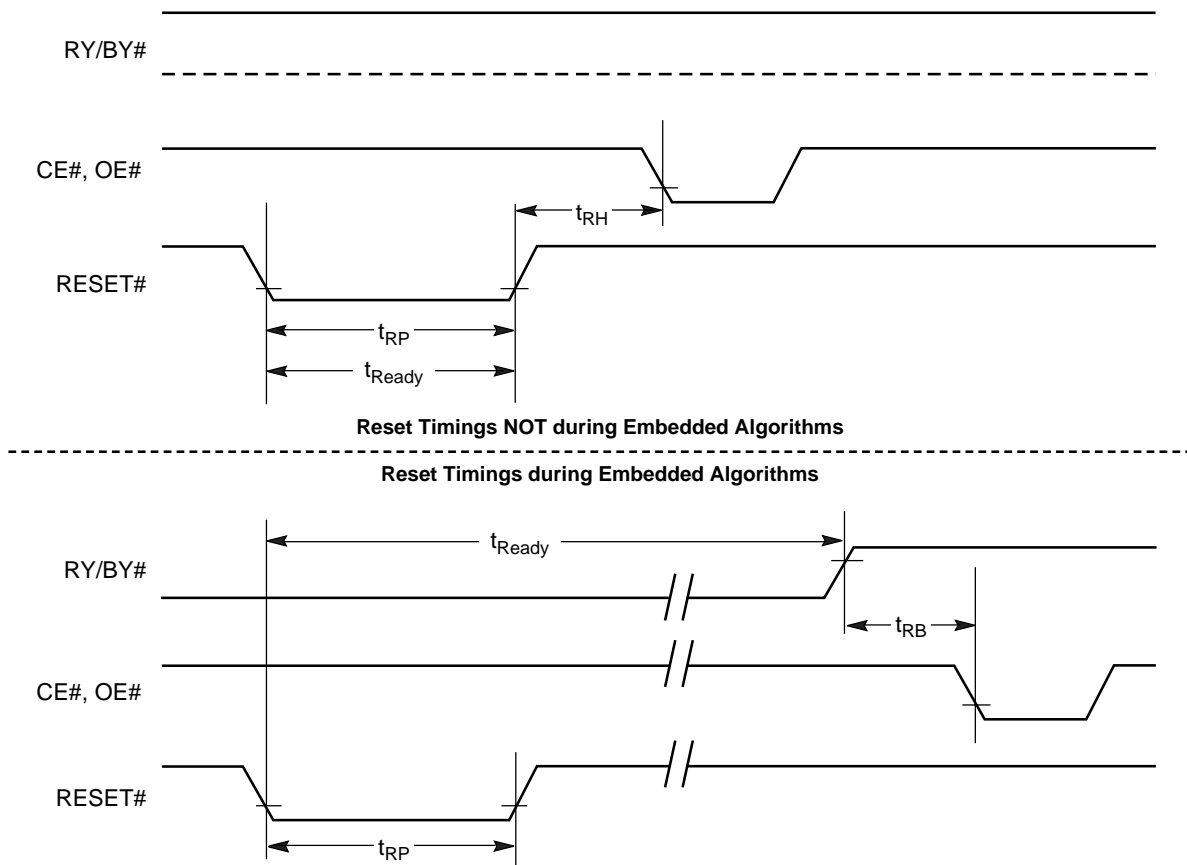 RY/BY#
CE#, OE#
tRH
RESET#
tRP
tReady
Reset Timings NOT during Embedded Algorithms
Reset Timings during Embedded Algorithms
tReady
RY/BY#
tRB
CE#, OE#
RESET#
tRP